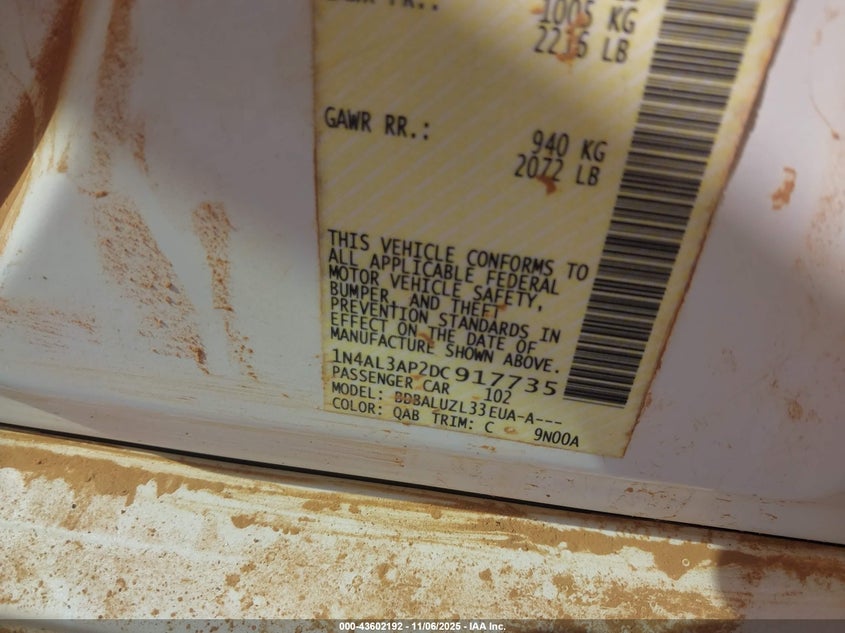 1005 KG
2216 LB
GAWR RR.:
940 KG
2072 LB
THIS VEHICLE CONFORMS TO
ALL APPLICABLE FEDERAL
MOTOR VEHICLE SAFETY,
BUMPER, AND THEFT
PREVENTION STANDARDS IN
EFFECT ON THE DATE OF
MANUFACTURE SHOWN ABOVE.
1N4AL3AP2DC917735
PASSENGER CAR 102
MODEL: BDBALUZL33EUA-A---
COLOR: QAB TRIM: C 9N00A
000-43602192 - 11/06/2025 - IAA Inc.